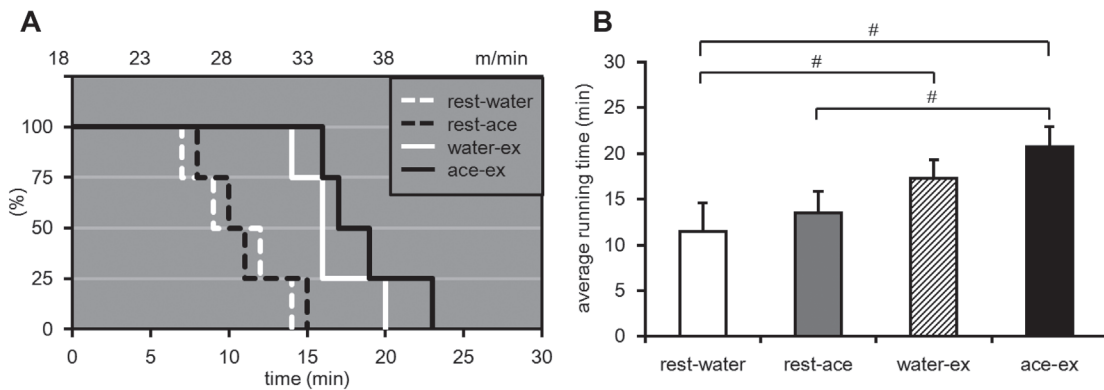 A
18 23 28 33 38 m/min
rest-water
rest-ace
water-ex
ace-ex
100
75
50
25
0
(%)
0 5 10 15 20 25 30
time (min)
B
#
#
#
30
25
20
15
10
5
0
average running time (min)
rest-water rest-ace water-ex ace-ex